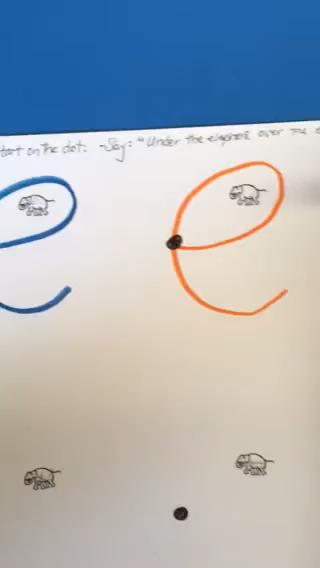 tart on the dot. - Say: "Under the elephant over the e
e e